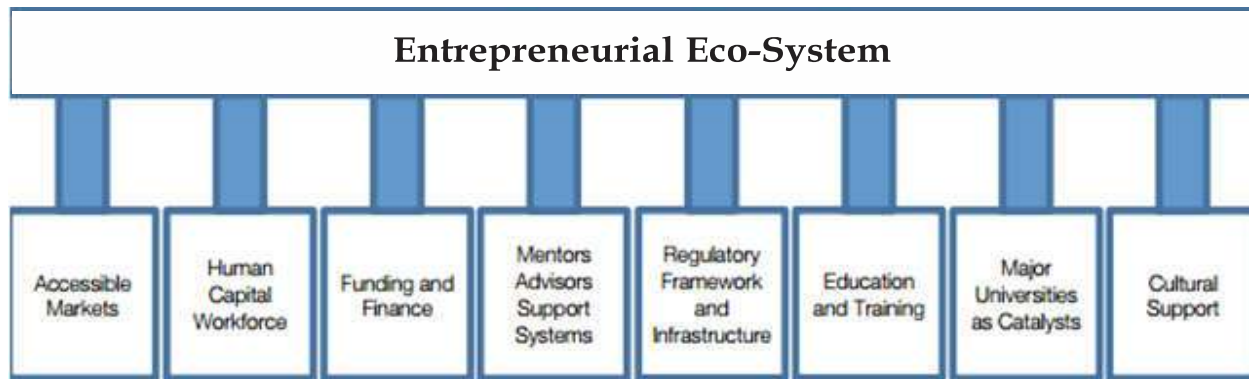 Entrepreneurial Eco-System
Accessible
Markets
Human
Capital
Workforce
Funding and
Finance
Mentors
Advisors
Support
Systems
Regulatory
Framework
and
Infrastructure
Education
and Training
Major
Universities
as Catalysts
Cultural
Support